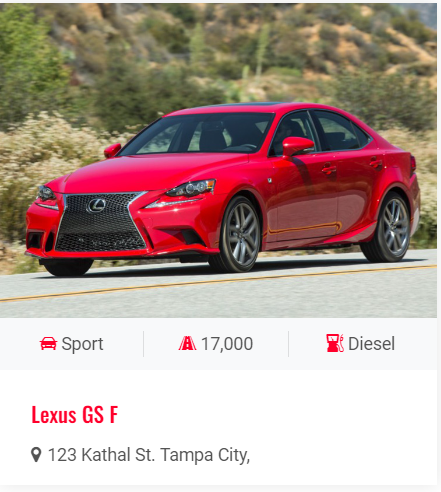 Sport 17,000 Diesel
Lexus GS F
123 Kathal St. Tampa City,